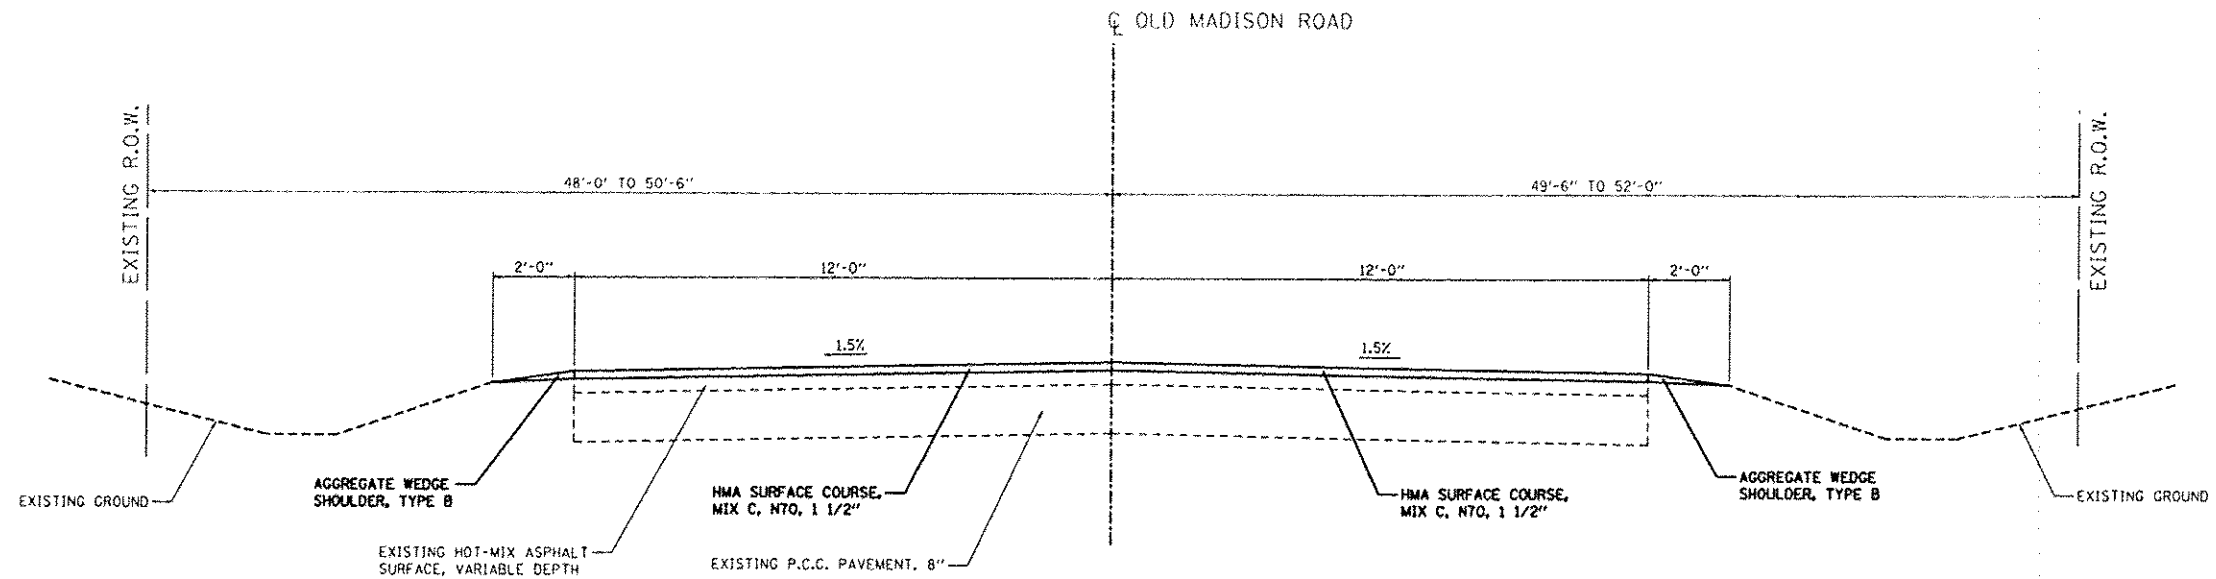 ℄ OLD MADISON ROAD
EXISTING R.O.W.
EXISTING R.O.W.
48'-0' TO 50'-6"
49'-6" TO 52'-0"
2'-0"
12'-0"
12'-0"
2'-0"
1.5%
1.5%
EXISTING GROUND
AGGREGATE WEDGE
SHOULDER, TYPE B
HMA SURFACE COURSE,
MIX C, N70, 1 1/2"
HMA SURFACE COURSE,
MIX C, N70, 1 1/2"
AGGREGATE WEDGE
SHOULDER, TYPE B
EXISTING GROUND
EXISTING HOT-MIX ASPHALT
SURFACE, VARIABLE DEPTH
EXISTING P.C.C. PAVEMENT, 8"